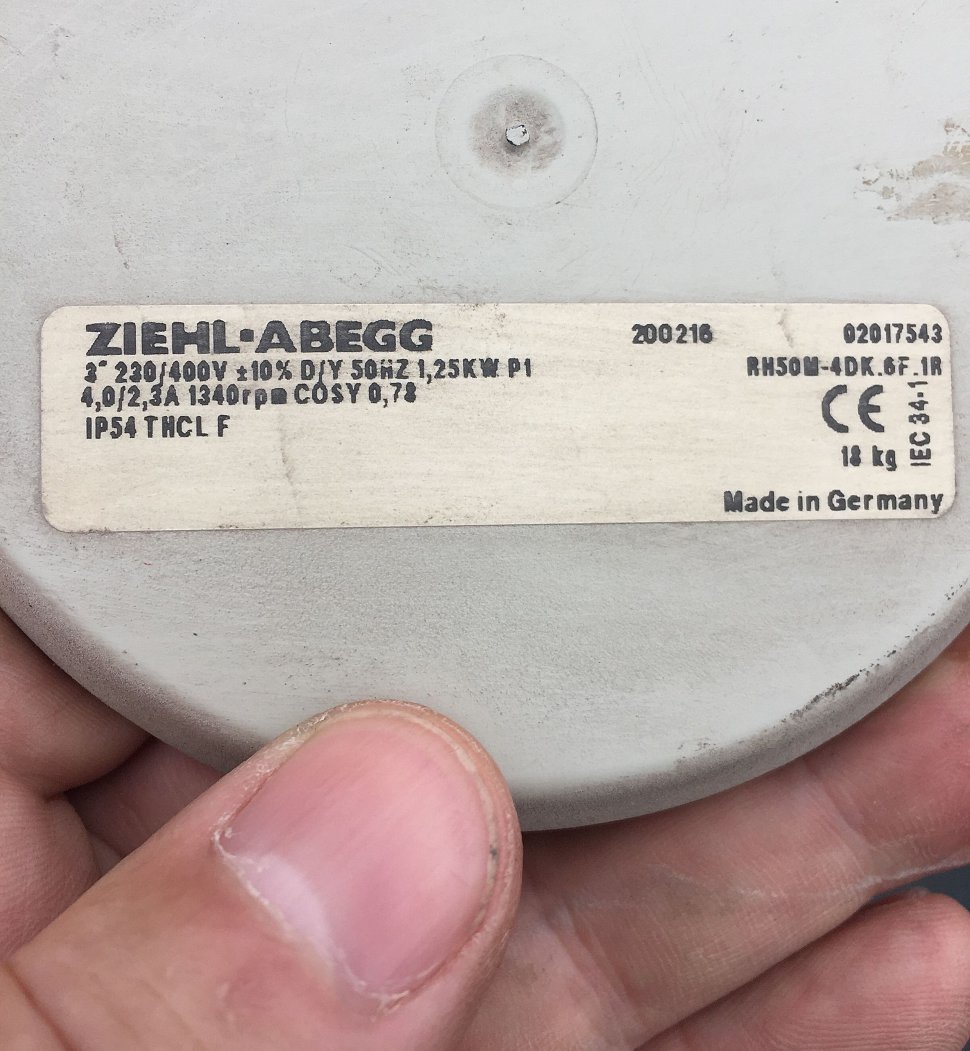 ZIEHL-ABEGG 200216 02017543
3~ 230/400V ±10% D/Y 50HZ 1,25KW P1 RH50M-4DK.6F.1R
4,0/2,3A 1340rpm COSY 0,78
CE IEC 34-1
IP54 THCL F
18 kg
Made in Germany